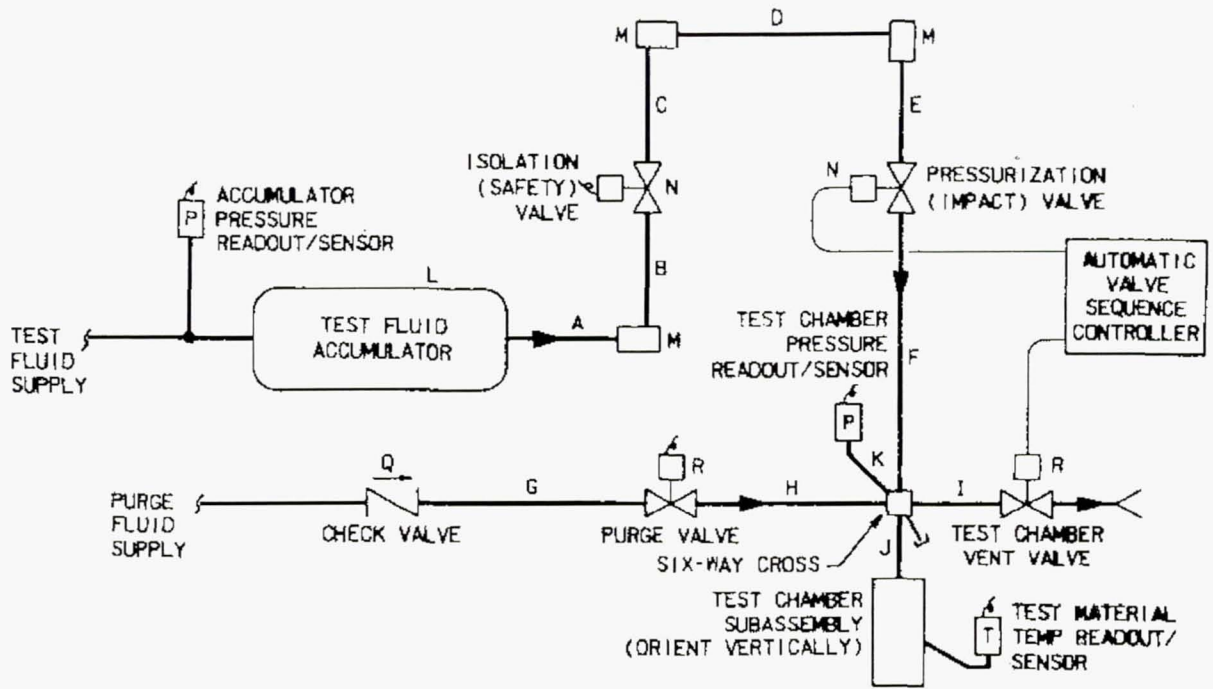 D
M
M
C
E
ISOLATION
(SAFETY)
VALVE
N
N
PRESSURIZATION
(IMPACT) VALVE
P
ACCUMULATOR
PRESSURE
READOUT/SENSOR
B
L
AUTOMATIC
VALVE
SEQUENCE
CONTROLLER
TEST
FLUID
SUPPLY
TEST FLUID
ACCUMULATOR
A
M
TEST CHAMBER
PRESSURE
READOUT/SENSOR
F
P
K
Q
G
R
H
I
R
PURGE
FLUID
SUPPLY
CHECK VALVE
PURGE VALVE
SIX-WAY CROSS
J
TEST CHAMBER
VENT VALVE
TEST CHAMBER
SUBASSEMBLY
(ORIENT VERTICALLY)
T
TEST MATERIAL
TEMP READOUT/
SENSOR